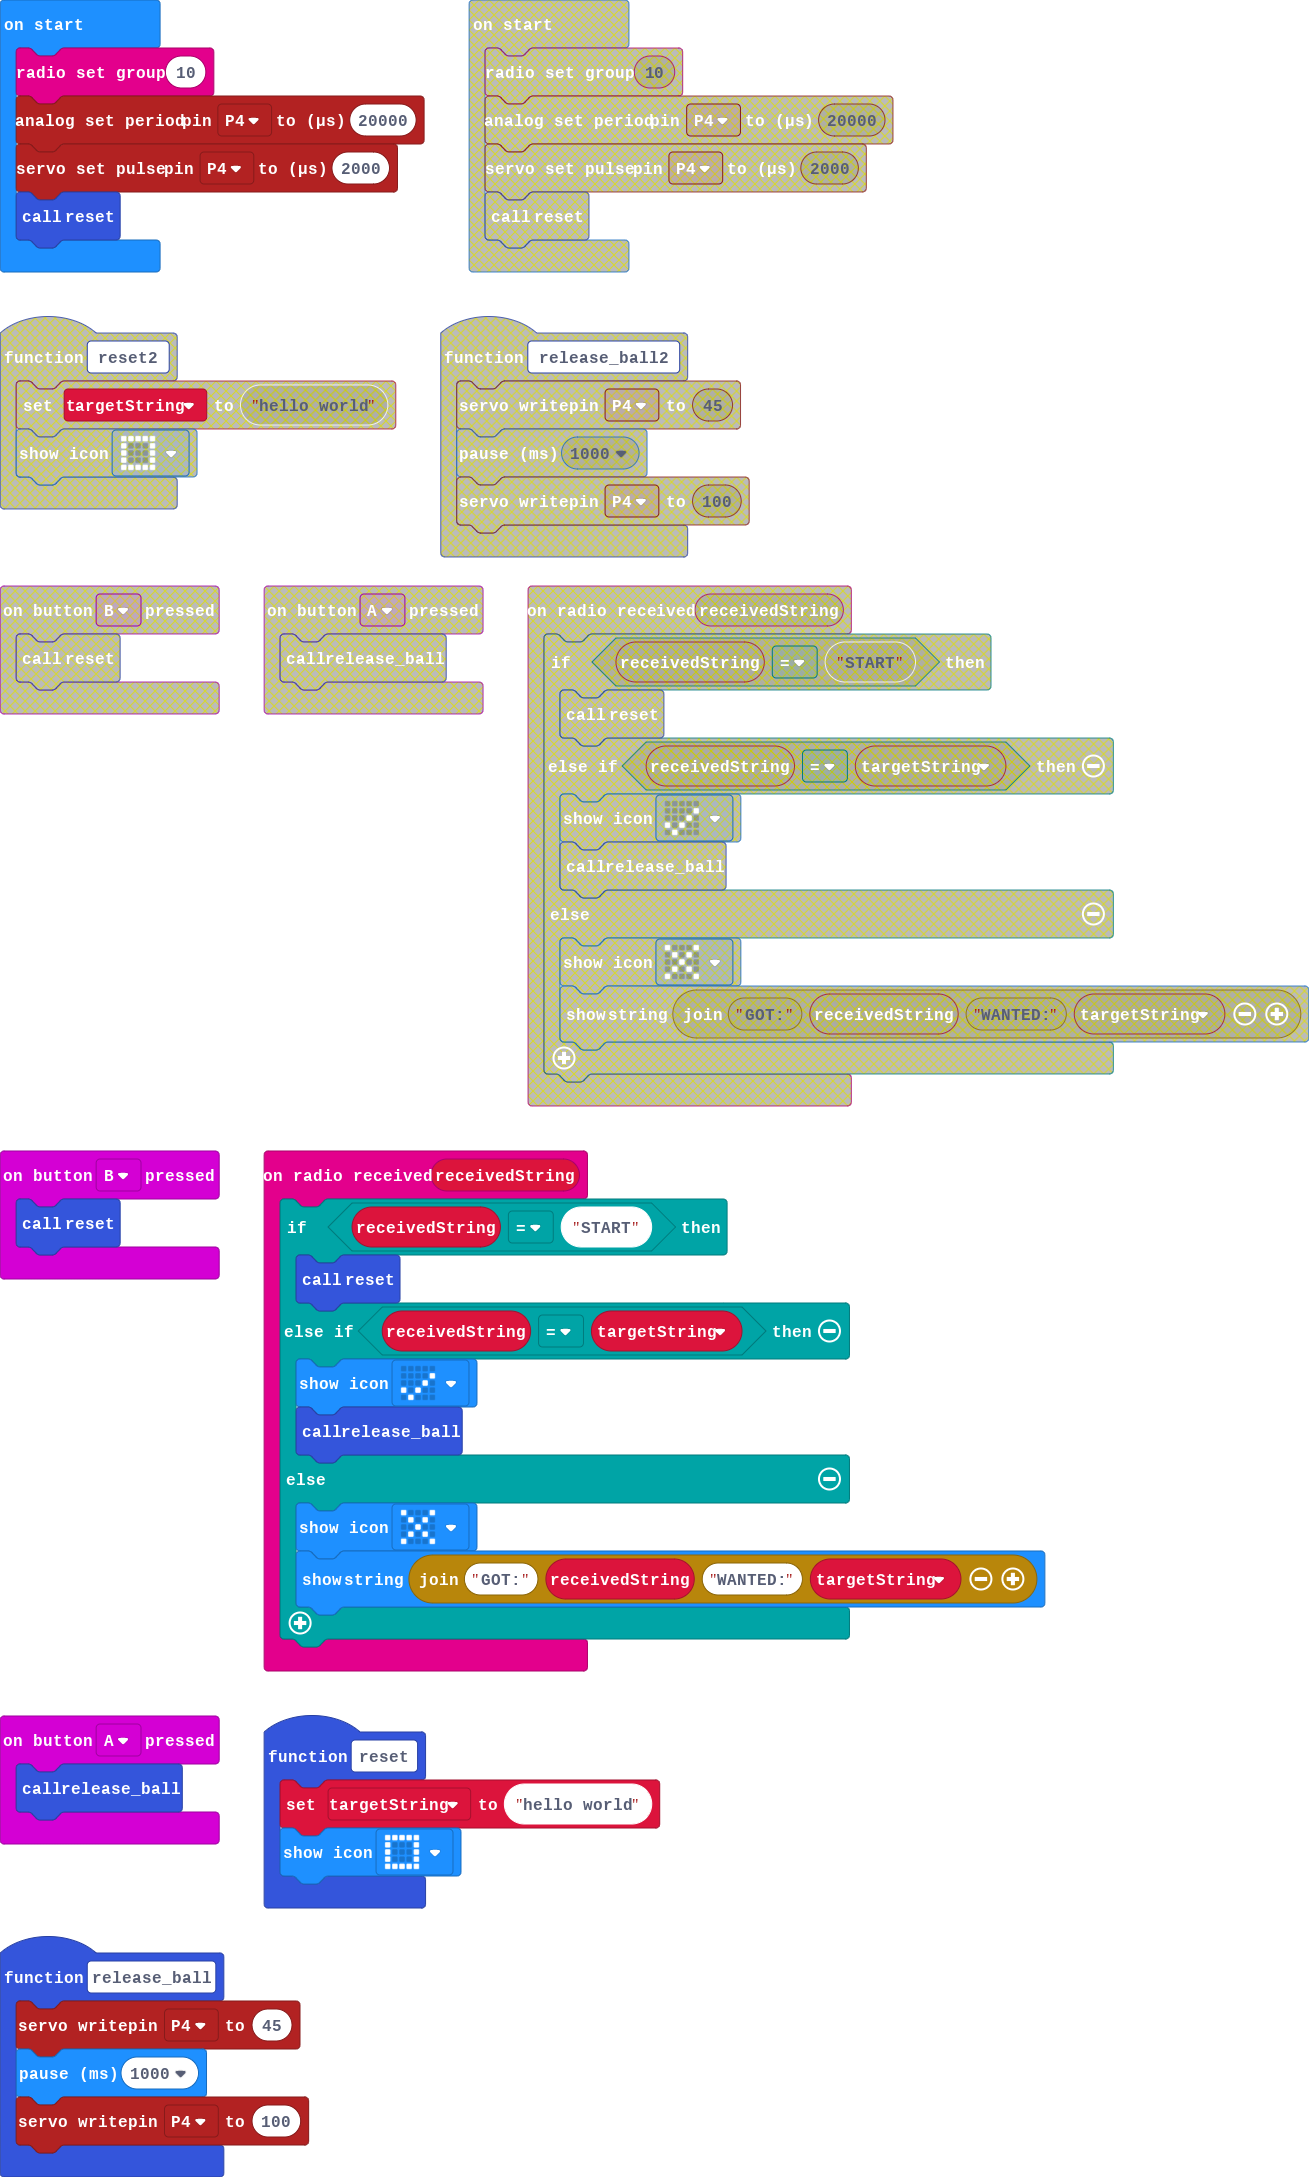 on start
radio set group 10
analog set period pin P4 to (µs) 20000
servo set pulse pin P4 to (µs) 2000
call reset
on start
radio set group 10
analog set period pin P4 to (µs) 20000
servo set pulse pin P4 to (µs) 2000
call reset
function reset2
set targetString to "hello world"
show icon
function release_ball2
servo write pin P4 to 45
pause (ms) 1000
servo write pin P4 to 100
on button B pressed
call reset
on button A pressed
call release_ball
on radio received receivedString
if receivedString = "START" then
call reset
else if receivedString = targetString then
show icon
call release_ball
else
show icon
show string join "GOT:" receivedString "WANTED:" targetString
on button B pressed
call reset
on radio received receivedString
if receivedString = "START" then
call reset
else if receivedString = targetString then
show icon
call release_ball
else
show icon
show string join "GOT:" receivedString "WANTED:" targetString
on button A pressed
call release_ball
function reset
set targetString to "hello world"
show icon
function release_ball
servo write pin P4 to 45
pause (ms) 1000
servo write pin P4 to 100